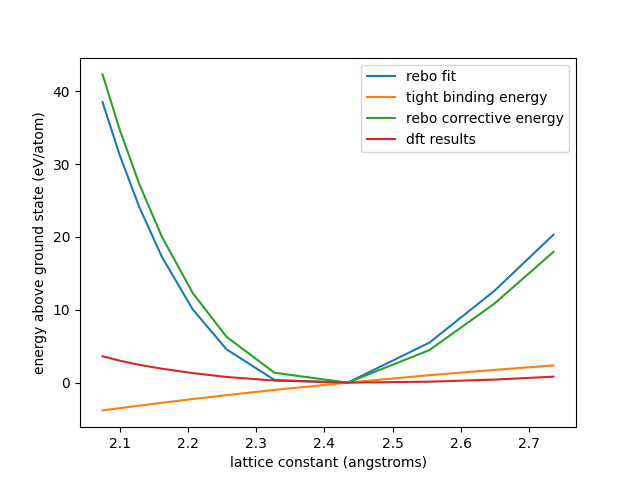 rebo fit
tight binding energy
rebo corrective energy
dft results
energy above ground state (eV/atom)
40
30
20
10
0
2.1 2.2 2.3 2.4 2.5 2.6 2.7
lattice constant (angstroms)